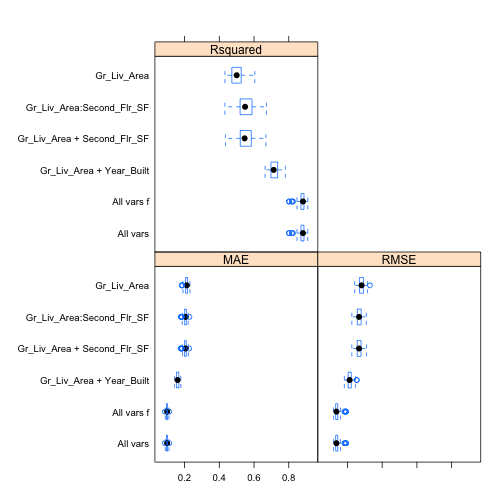 Rsquared
Gr_Liv_Area
Gr_Liv_Area:Second_Flr_SF
Gr_Liv_Area + Second_Flr_SF
Gr_Liv_Area + Year_Built
All vars f
All vars
MAE
RMSE
Gr_Liv_Area
Gr_Liv_Area:Second_Flr_SF
Gr_Liv_Area + Second_Flr_SF
Gr_Liv_Area + Year_Built
All vars f
All vars
0.2 0.4 0.6 0.8